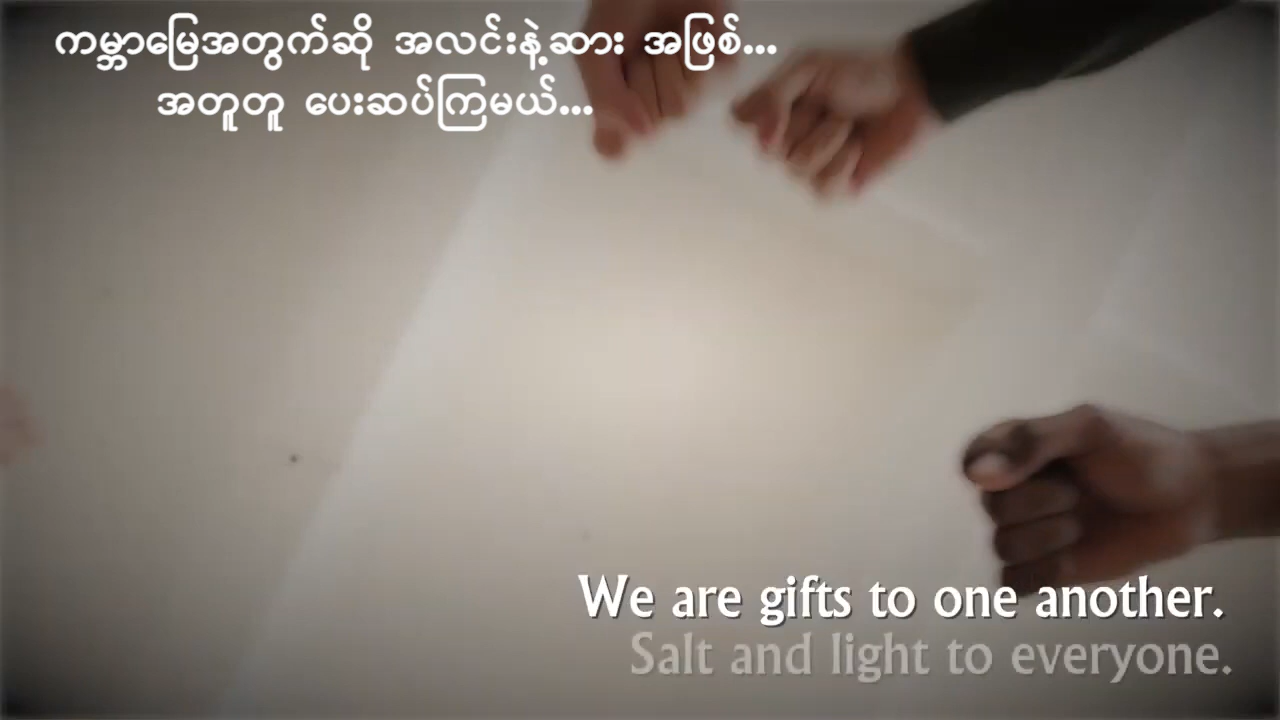 ကမ္ဘာမြေအတွက်ဆို အလင်းနဲ့ဆား အဖြစ်...
အတူတူ ပေးဆပ်ကြမယ်...
We are gifts to one another.
Salt and light to everyone.